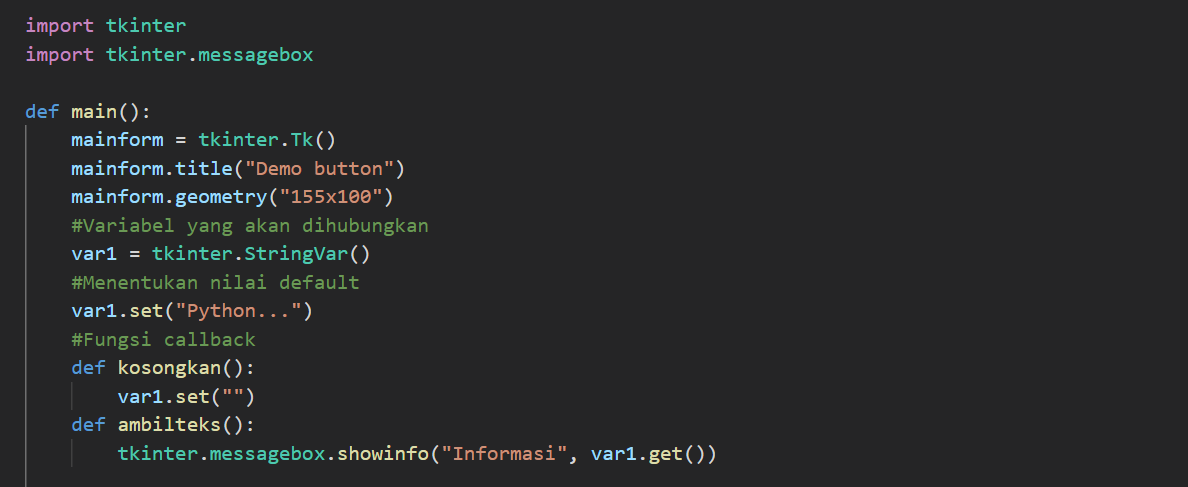 import tkinter
import tkinter.messagebox
def main():
    mainform = tkinter.Tk()
    mainform.title("Demo button")
    mainform.geometry("155x100")
    #Variabel yang akan dihubungkan
    var1 = tkinter.StringVar()
    #Menentukan nilai default
    var1.set("Python...")
    #Fungsi callback
    def kosongkan():
        var1.set("")
    def ambilteks():
        tkinter.messagebox.showinfo("Informasi", var1.get())